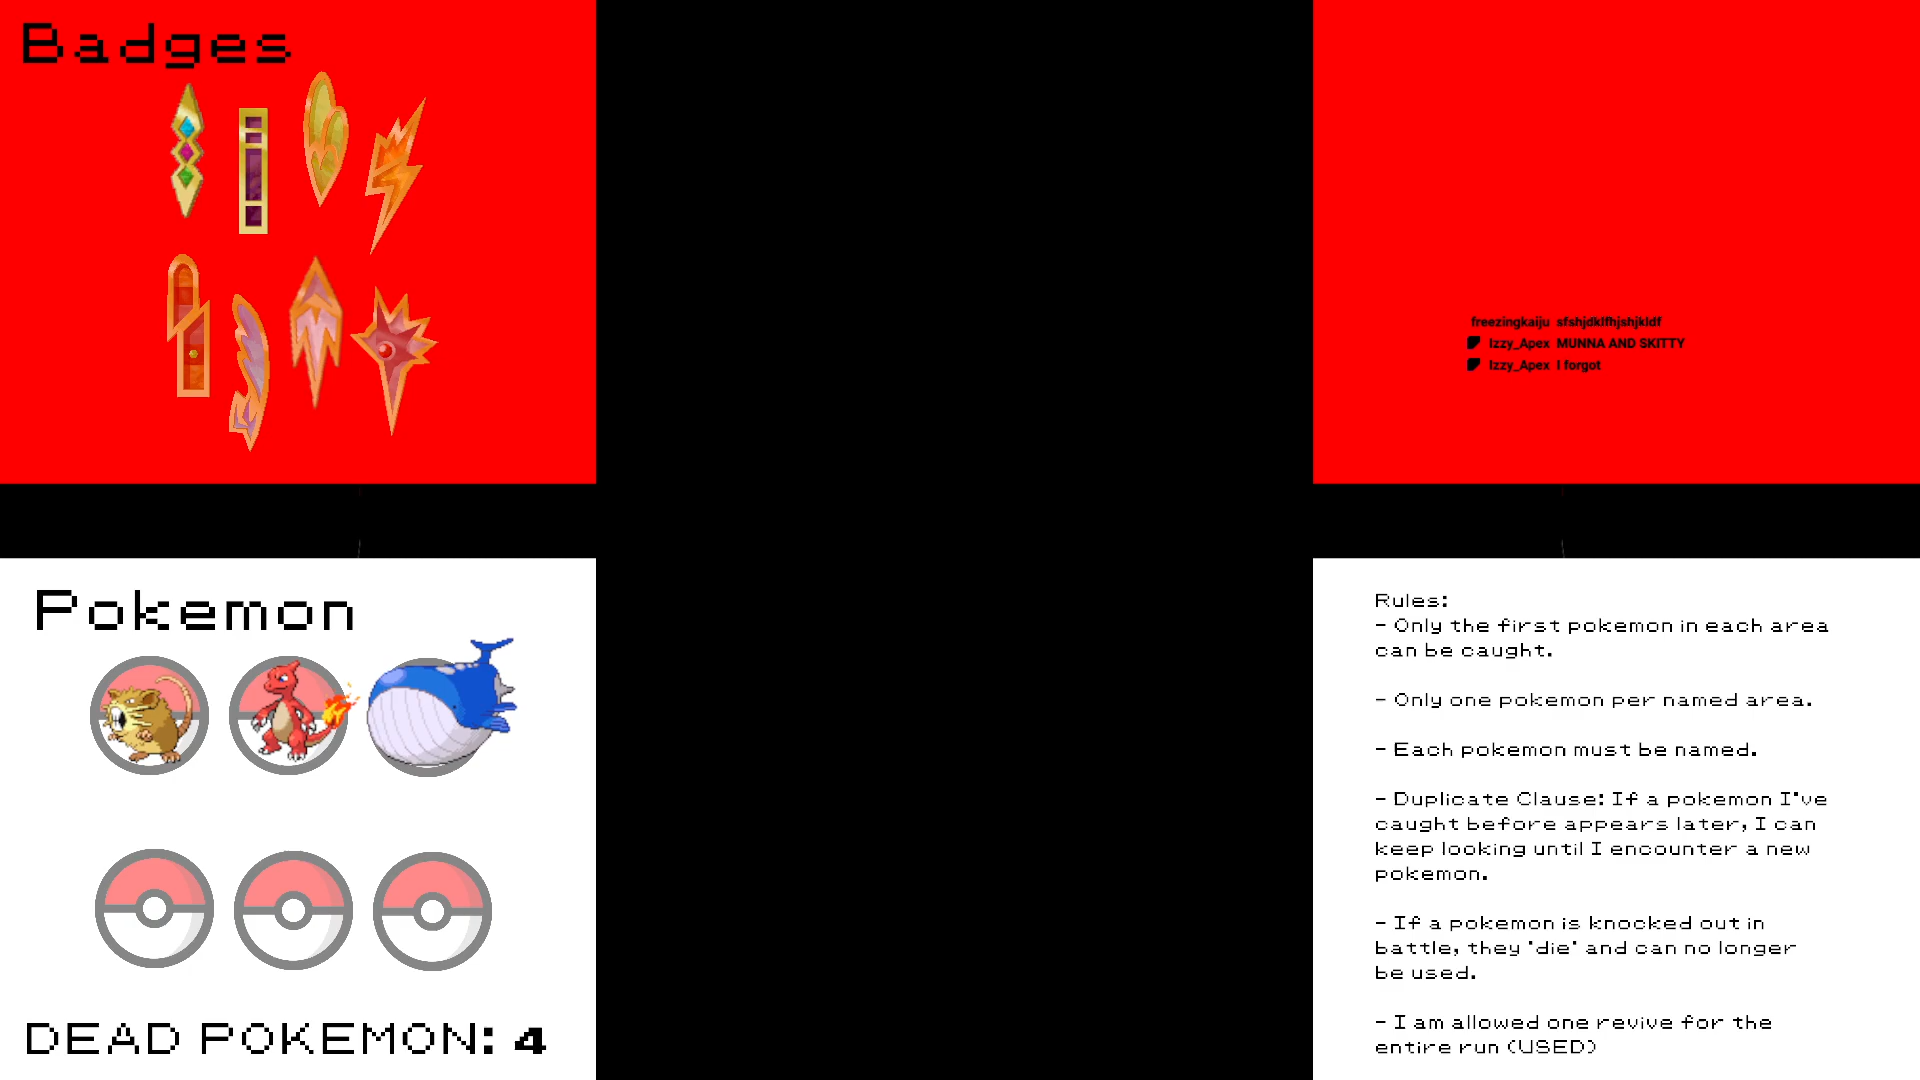 Badges
freezingkaiju sfshjdklfhjshjkldf
Izzy_Apex MUNNA AND SKITTY
Izzy_Apex I forgot
Pokemon
DEAD POKEMON: 4
Rules:
- Only the first pokemon in each area
can be caught.
- Only one pokemon per named area.
- Each pokemon must be named.
- Duplicate Clause: If a pokemon I've
caught before appears later, I can
keep looking until I encounter a new
pokemon.
- If a pokemon is knocked out in
battle, they "die" and can no longer
be used.
- I am allowed one revive for the
entire run (USED)